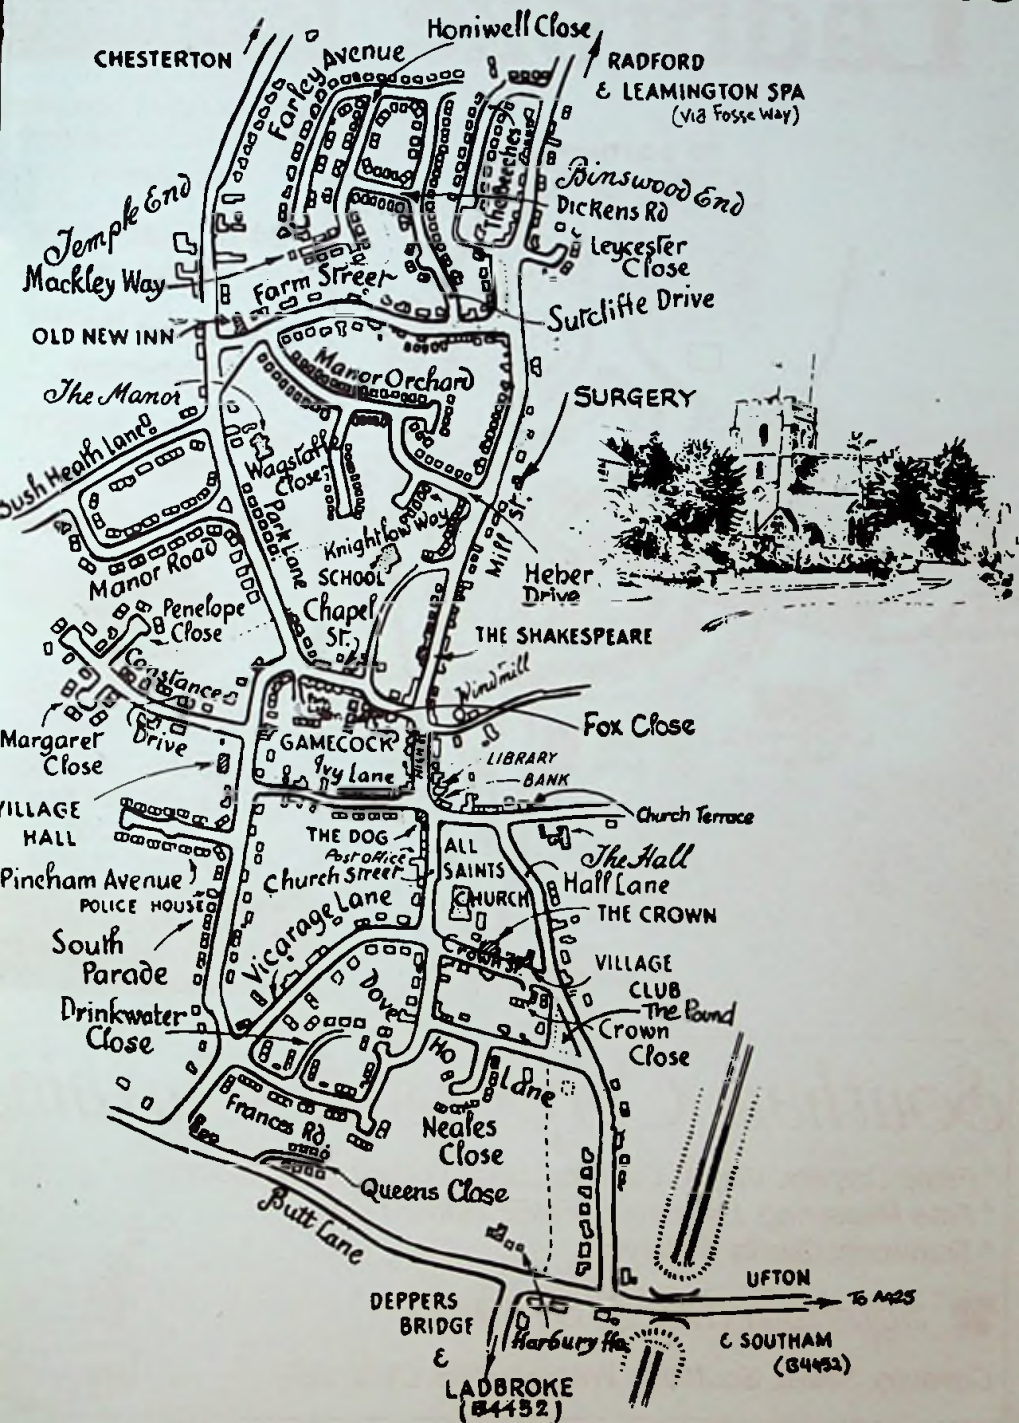 Honiwell Close
CHESTERTON
Farley Avenue
RADFORD
& LEAMINGTON SPA
(via Fosse Way)
The Beeches
Binswood End
Dickens Rd
Temple End
Leycester
Close
Mackley Way
Farm Street
Sutcliffe Drive
OLD NEW INN
Manor Orchard
The Manor
SURGERY
Bush Heath Lane
Wagstaffe
Close
Park Lane
Knightlow Way
Mill St.
Manor Road
SCHOOL
Heber
Drive
Penelope
Close
Chapel
St.
THE SHAKESPEARE
Constance
Drive
Windmill
Margaret
Close
Fox Close
GAMECOCK
HIGH ST
Ivy Lane
LIBRARY
BANK
VILLAGE
HALL
Church Terrace
THE DOG
Post Office
ALL
SAINTS
CHURCH
The Hall
Pincham Avenue
Church Street
Hall Lane
POLICE HOUSE
Vicarage Lane
THE CROWN
South
Parade
Crown St.
VILLAGE
CLUB
Dovehouse
Lane
The Pound
Drinkwater
Close
Crown
Close
Frances Rd.
Neales
Close
Queens Close
Butt Lane
UFTON
To A425
DEPPERS
BRIDGE
&
LADBROKE
(B4452)
Harbury Ho.
& SOUTHAM
(B4452)